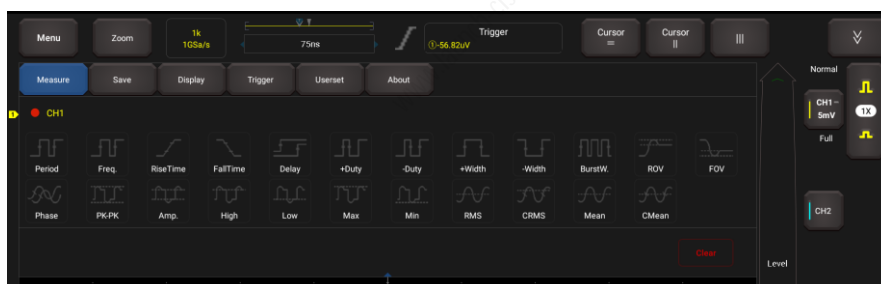 Menu
Zoom
1k
1GSa/s
T
75ns
Trigger
①-56.82uV
Cursor
Cursor
Measure
Save
Display
Trigger
Userset
About
Normal
CH1
5mV
1X
Full
1
CH1
Period
Freq.
RiseTime
FallTime
Delay
+Duty
-Duty
+Width
-Width
BurstW.
ROV
FOV
Phase
PK-PK
Amp.
High
Low
Max
Min
RMS
CRMS
Mean
CMean
CH2
Clear
Level